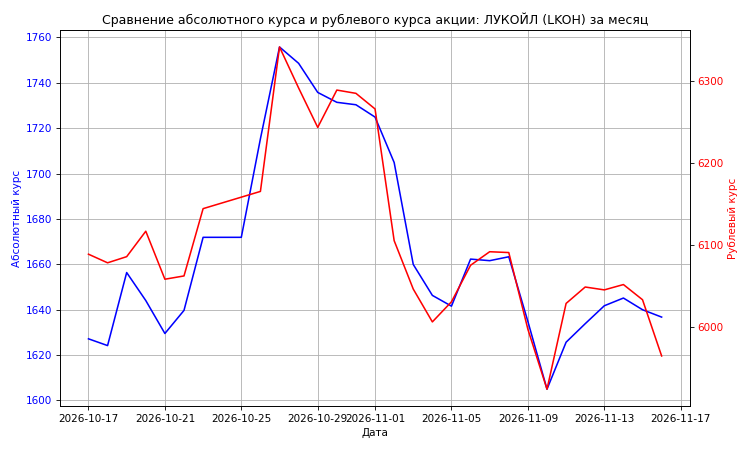 Сравнение абсолютного курса и рублевого курса акции: ЛУКОЙЛ (LKOH) за месяц
1760
1740
1720
1700
1680
1660
1640
1620
1600
Абсолютный курс
6300
6200
6100
6000
Рублевый курс
2026-10-17 2026-10-21 2026-10-25 2026-10-29 2026-11-01 2026-11-05 2026-11-09 2026-11-13 2026-11-17
Дата